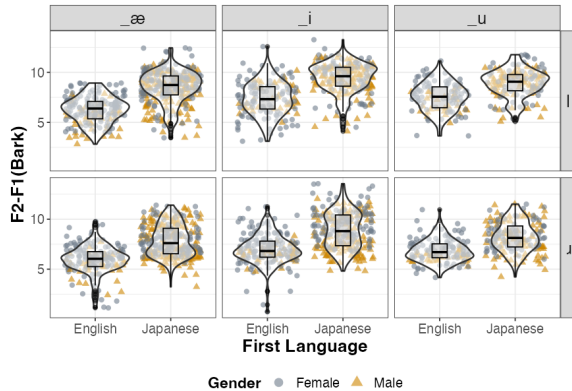 _æ _i _u
F2-F1(Bark)
10
5
l
10
5
ɹ
English Japanese English Japanese English Japanese
First Language
Gender Female Male